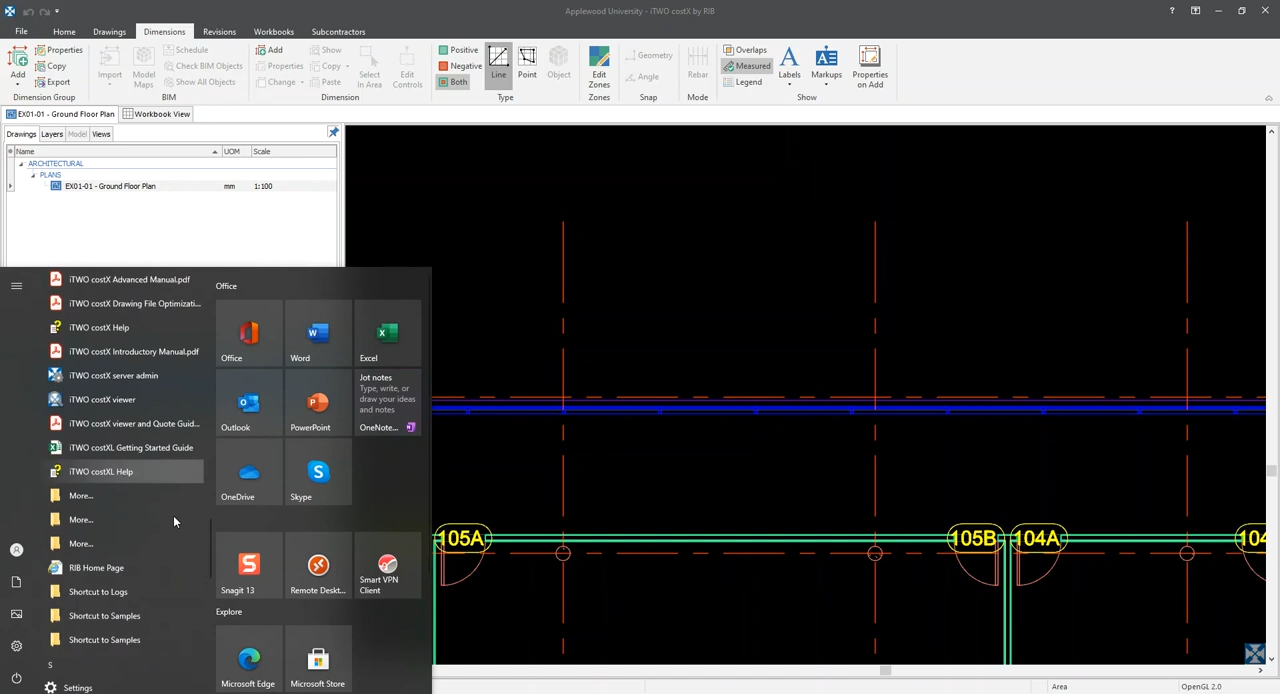 Applewood University - iTWO costX by RIB
?
File Home Drawings Dimensions Revisions Workbooks Subcontractors
Add
Properties
Copy
Export
Dimension Group
Import
Model Maps
Schedule
Check BIM Objects
Show All Objects
BIM
Add
Properties
Change
Show
Copy
Paste
Select In Area
Edit Controls
Dimension
Positive
Negative
Both
Line
Point
Object
Type
Edit Zones
Zones
Geometry
Angle
Snap
Rebar
Mode
Overlaps
Measured
Legend
Labels
Markups
Properties on Add
Show
EX01-01 - Ground Floor Plan Workbook View
Drawings Layers Model Views
Name UOM Scale
ARCHITECTURAL
PLANS
EX01-01 - Ground Floor Plan mm 1:100
iTWO costX Advanced Manual.pdf
iTWO costX Drawing File Optimizati...
iTWO costX Help
iTWO costX Introductory Manual.pdf
iTWO costX server admin
iTWO costX viewer
iTWO costX viewer and Quote Guid...
iTWO costXL Getting Started Guide
iTWO costXL Help
More...
More...
More...
RIB Home Page
Shortcut to Logs
Shortcut to Samples
Shortcut to Samples
S
Settings
Office
Office
Word
Excel
Outlook
PowerPoint
Jot notes
Type, write, or
draw your ideas
and notes
OneNote...
OneDrive
Skype
Snagit 13
Remote Deskt...
Smart VPN
Client
Explore
Microsoft Edge
Microsoft Store
105A
105B
104A
104
Area
OpenGL 2.0